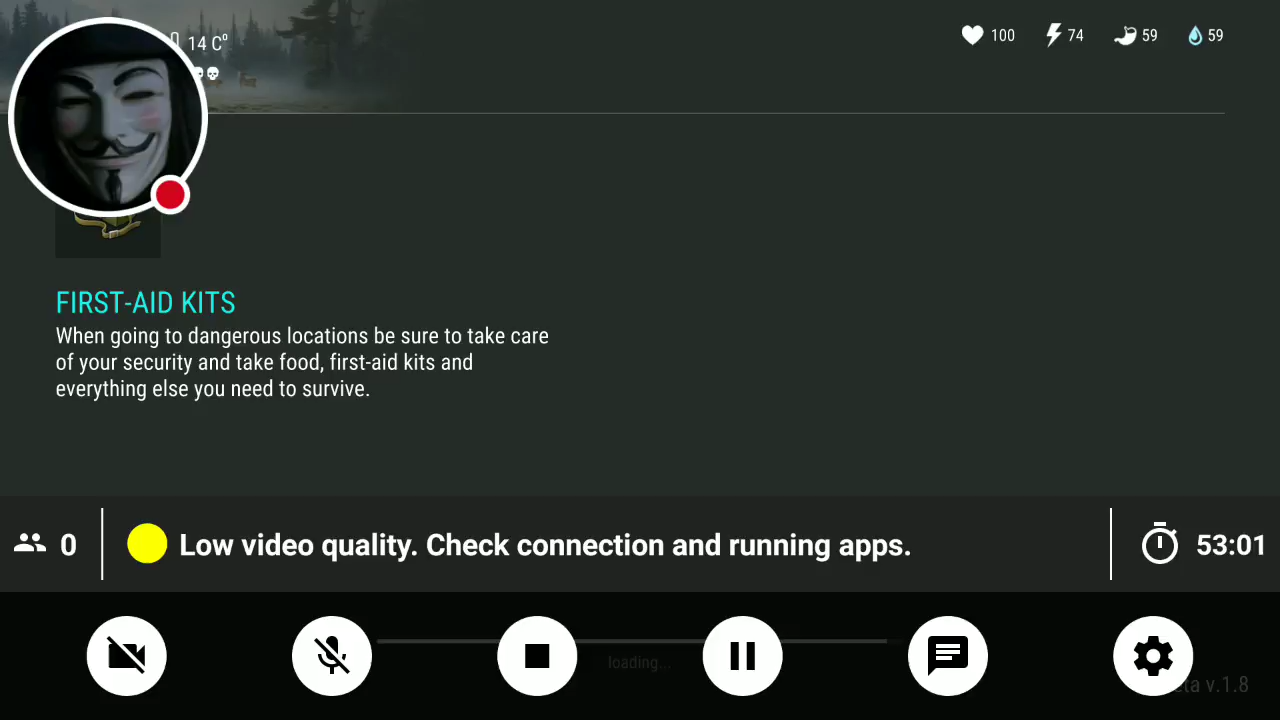 14 C°
100
74
59
59
FIRST-AID KITS
When going to dangerous locations be sure to take care
of your security and take food, first-aid kits and
everything else you need to survive.
0
Low video quality. Check connection and running apps.
53:01
loading...
v.1.8